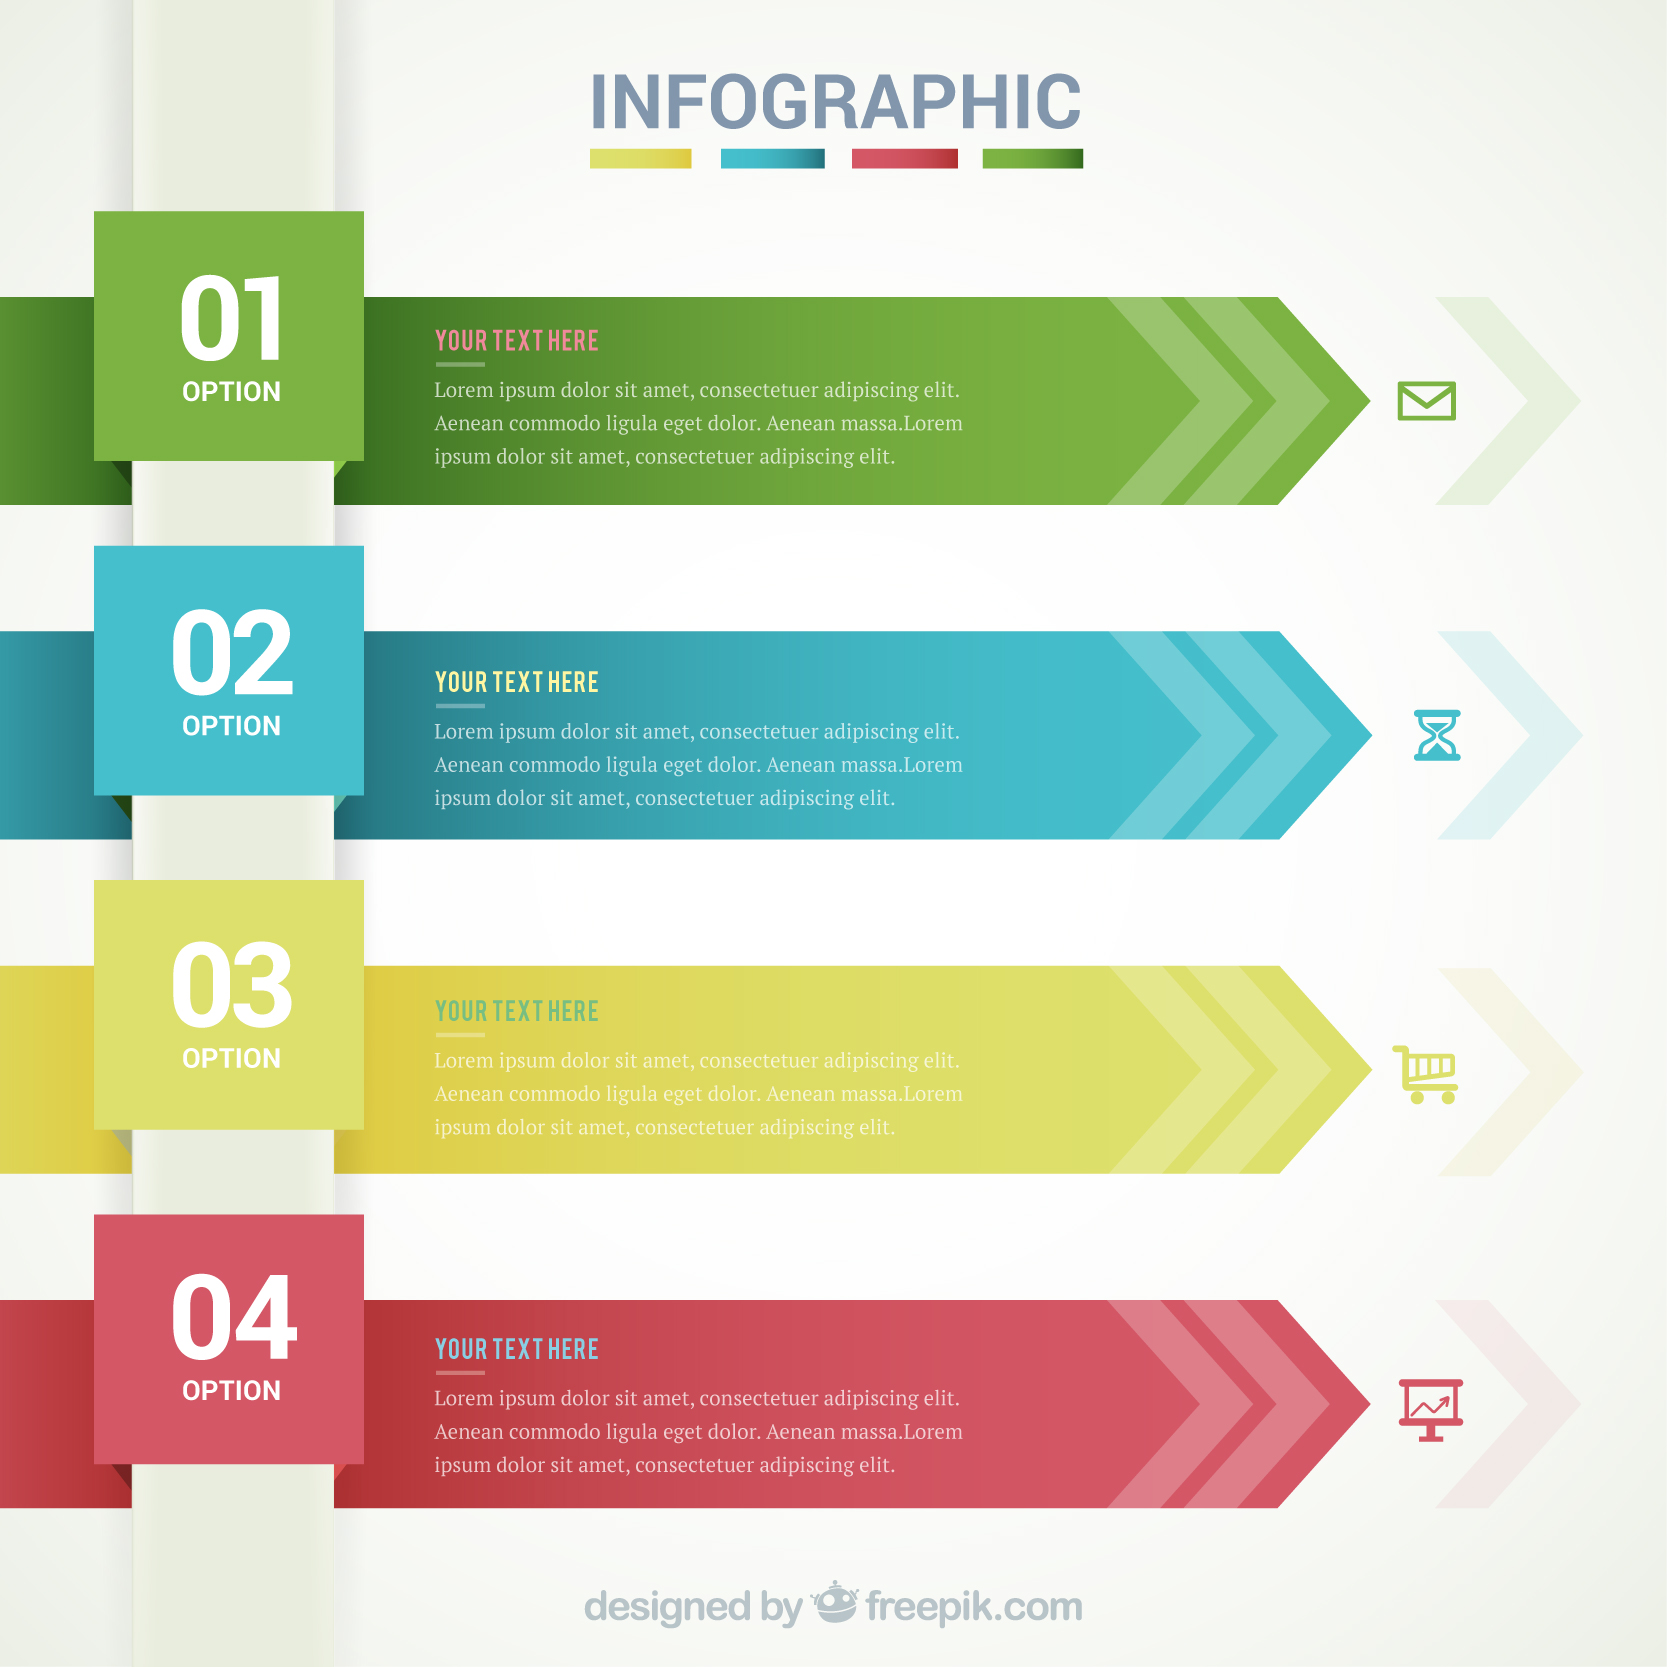 INFOGRAPHIC
01
OPTION
YOUR TEXT HERE
Lorem ipsum dolor sit amet, consectetuer adipiscing elit.
Aenean commodo ligula eget dolor. Aenean massa.Lorem
ipsum dolor sit amet, consectetuer adipiscing elit.
02
OPTION
YOUR TEXT HERE
Lorem ipsum dolor sit amet, consectetuer adipiscing elit.
Aenean commodo ligula eget dolor. Aenean massa.Lorem
ipsum dolor sit amet, consectetuer adipiscing elit.
03
OPTION
YOUR TEXT HERE
Lorem ipsum dolor sit amet, consectetuer adipiscing elit.
Aenean commodo ligula eget dolor. Aenean massa.Lorem
ipsum dolor sit amet, consectetuer adipiscing elit.
04
OPTION
YOUR TEXT HERE
Lorem ipsum dolor sit amet, consectetuer adipiscing elit.
Aenean commodo ligula eget dolor. Aenean massa.Lorem
ipsum dolor sit amet, consectetuer adipiscing elit.
designed by freepik.com